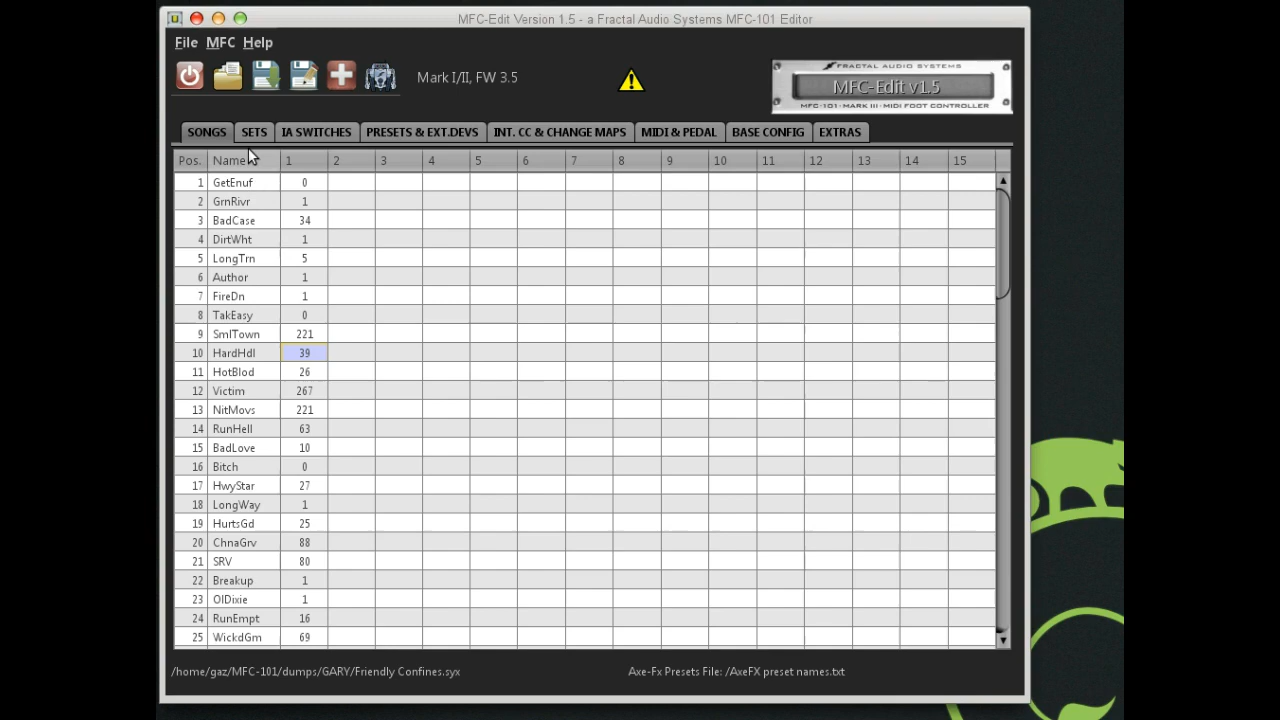 MFC-Edit Version 1.5 - a Fractal Audio Systems MFC-101 Editor
File MFC Help
Mark I/II, FW 3.5
FRACTAL AUDIO SYSTEMS
MFC-Edit v1.5
MFC-101 - MARK III - MIDI FOOT CONTROLLER
SONGS SETS IA SWITCHES PRESETS & EXT.DEVS INT. CC & CHANGE MAPS MIDI & PEDAL BASE CONFIG EXTRAS
Pos. Name 1 2 3 4 5 6 7 8 9 10 11 12 13 14 15
1 GetEnuf 0
2 GrnRivr 1
3 BadCase 34
4 DirtWht 1
5 LongTrn 5
6 Author 1
7 FireDn 1
8 TakEasy 0
9 SmlTown 221
10 HardHdl 39
11 HotBlod 26
12 Victim 267
13 NitMovs 221
14 RunHell 63
15 BadLove 10
16 Bitch 0
17 HwyStar 27
18 LongWay 1
19 HurtsGd 25
20 ChnaGrv 88
21 SRV 80
22 Breakup 1
23 OlDixie 1
24 RunEmpt 16
25 WickdGm 69
/home/gaz/MFC-101/dumps/GARY/Friendly Confines.syx Axe-Fx Presets File: /AxeFX preset names.txt